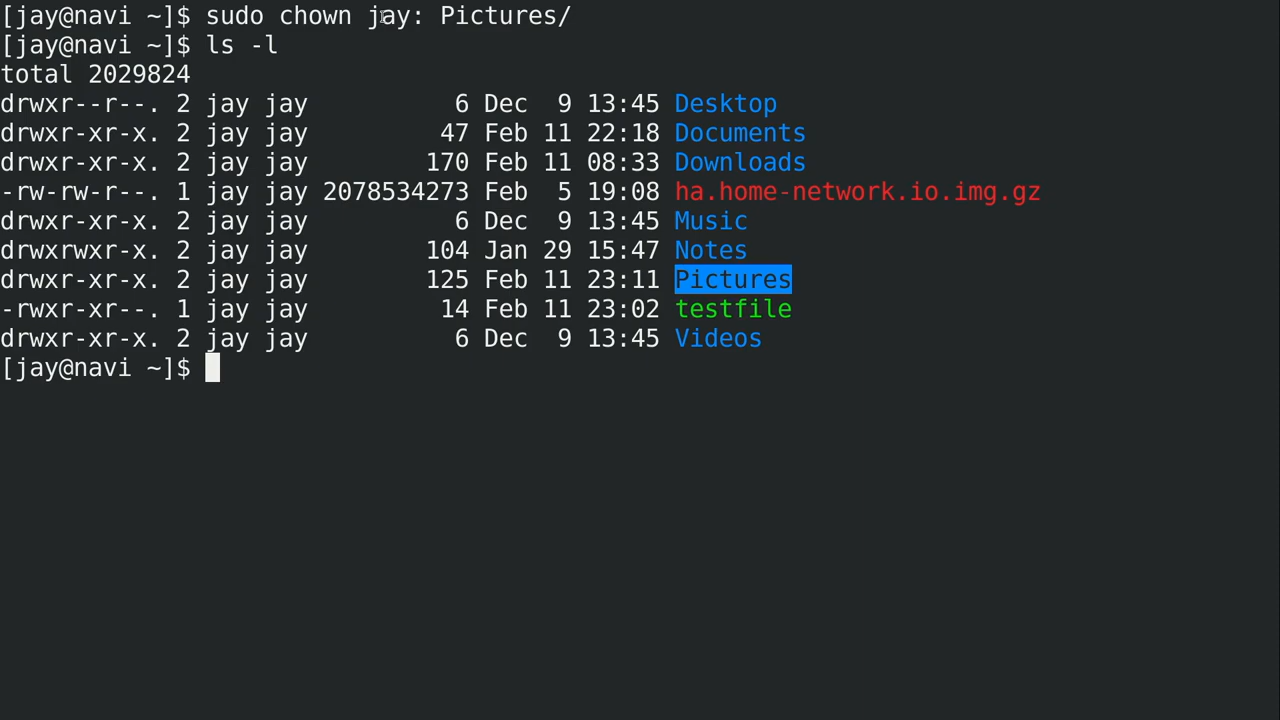 [jay@navi ~]$ sudo chown jay: Pictures/
[jay@navi ~]$ ls -l
total 2029824
drwxr--r--. 2 jay jay          6 Dec  9 13:45 Desktop
drwxr-xr-x. 2 jay jay         47 Feb 11 22:18 Documents
drwxr-xr-x. 2 jay jay        170 Feb 11 08:33 Downloads
-rw-rw-r--. 1 jay jay 2078534273 Feb  5 19:08 ha.home-network.io.img.gz
drwxr-xr-x. 2 jay jay          6 Dec  9 13:45 Music
drwxrwxr-x. 2 jay jay        104 Jan 29 15:47 Notes
drwxr-xr-x. 2 jay jay        125 Feb 11 23:11 Pictures
-rwxr-xr--. 1 jay jay         14 Feb 11 23:02 testfile
drwxr-xr-x. 2 jay jay          6 Dec  9 13:45 Videos
[jay@navi ~]$